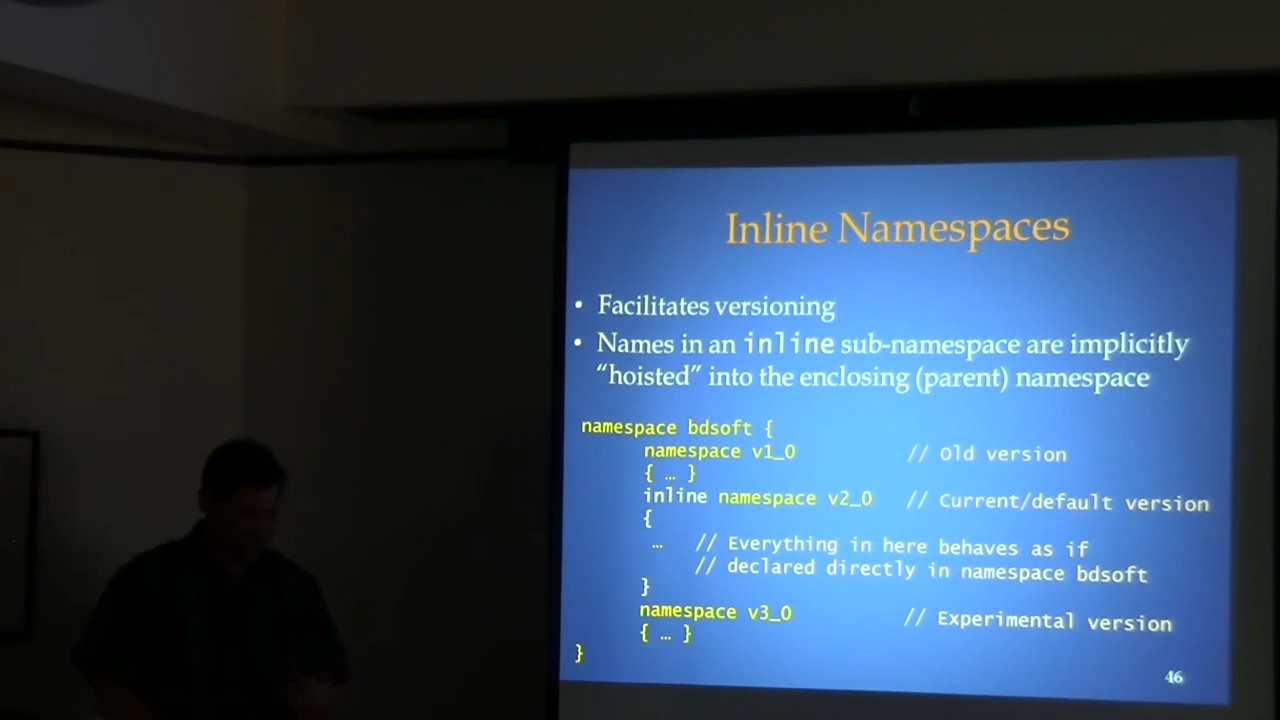 Inline Namespaces
• Facilitates versioning
• Names in an inline sub-namespace are implicitly
“hoisted” into the enclosing (parent) namespace
namespace bdsoft {
namespace v1_0 // Old version
{ … }
inline namespace v2_0 // Current/default version
{
… // Everything in here behaves as if
// declared directly in namespace bdsoft
}
namespace v3_0 // Experimental version
{ … }
}
46